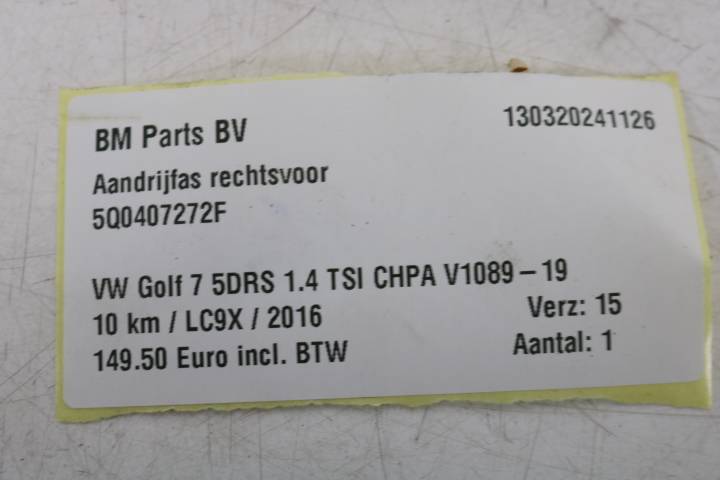 BM Parts BV 130320241126
Aandrijfas rechtsvoor
5Q0407272F
VW Golf 7 5DRS 1.4 TSI CHPA V1089-19
10 km / LC9X / 2016 Verz: 15
149.50 Euro incl. BTW Aantal: 1